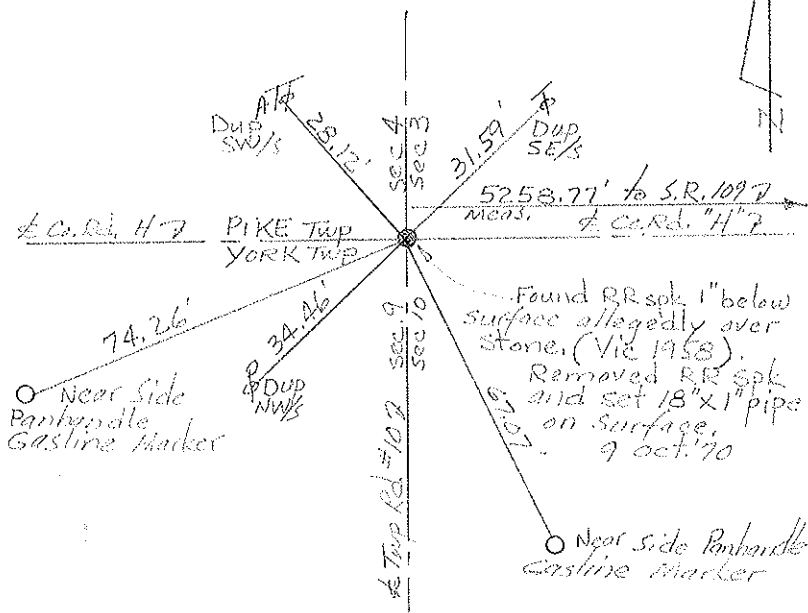 N
Dup
SW/s
28.12'
sec 4
sec 3
31.59'
Dup
SE/s
5258.77' to S.R. 109
Meas.
℄ Co. Rd. H
PIKE Twp
YORK Twp
℄ Co. Rd. "H"
74.26'
34.46'
sec 9
sec 10
Found RR spk 1" below
surface allegedly over
stone. (Vic 1958).
Removed RR spk
and set 18"x1" pipe
on surface.
9 Oct. '70
Near Side
Panhandle
Gasline Marker
Dup
NW/s
67.07
℄ Twp Rd. #10
Near Side Panhandle
Gasline Marker